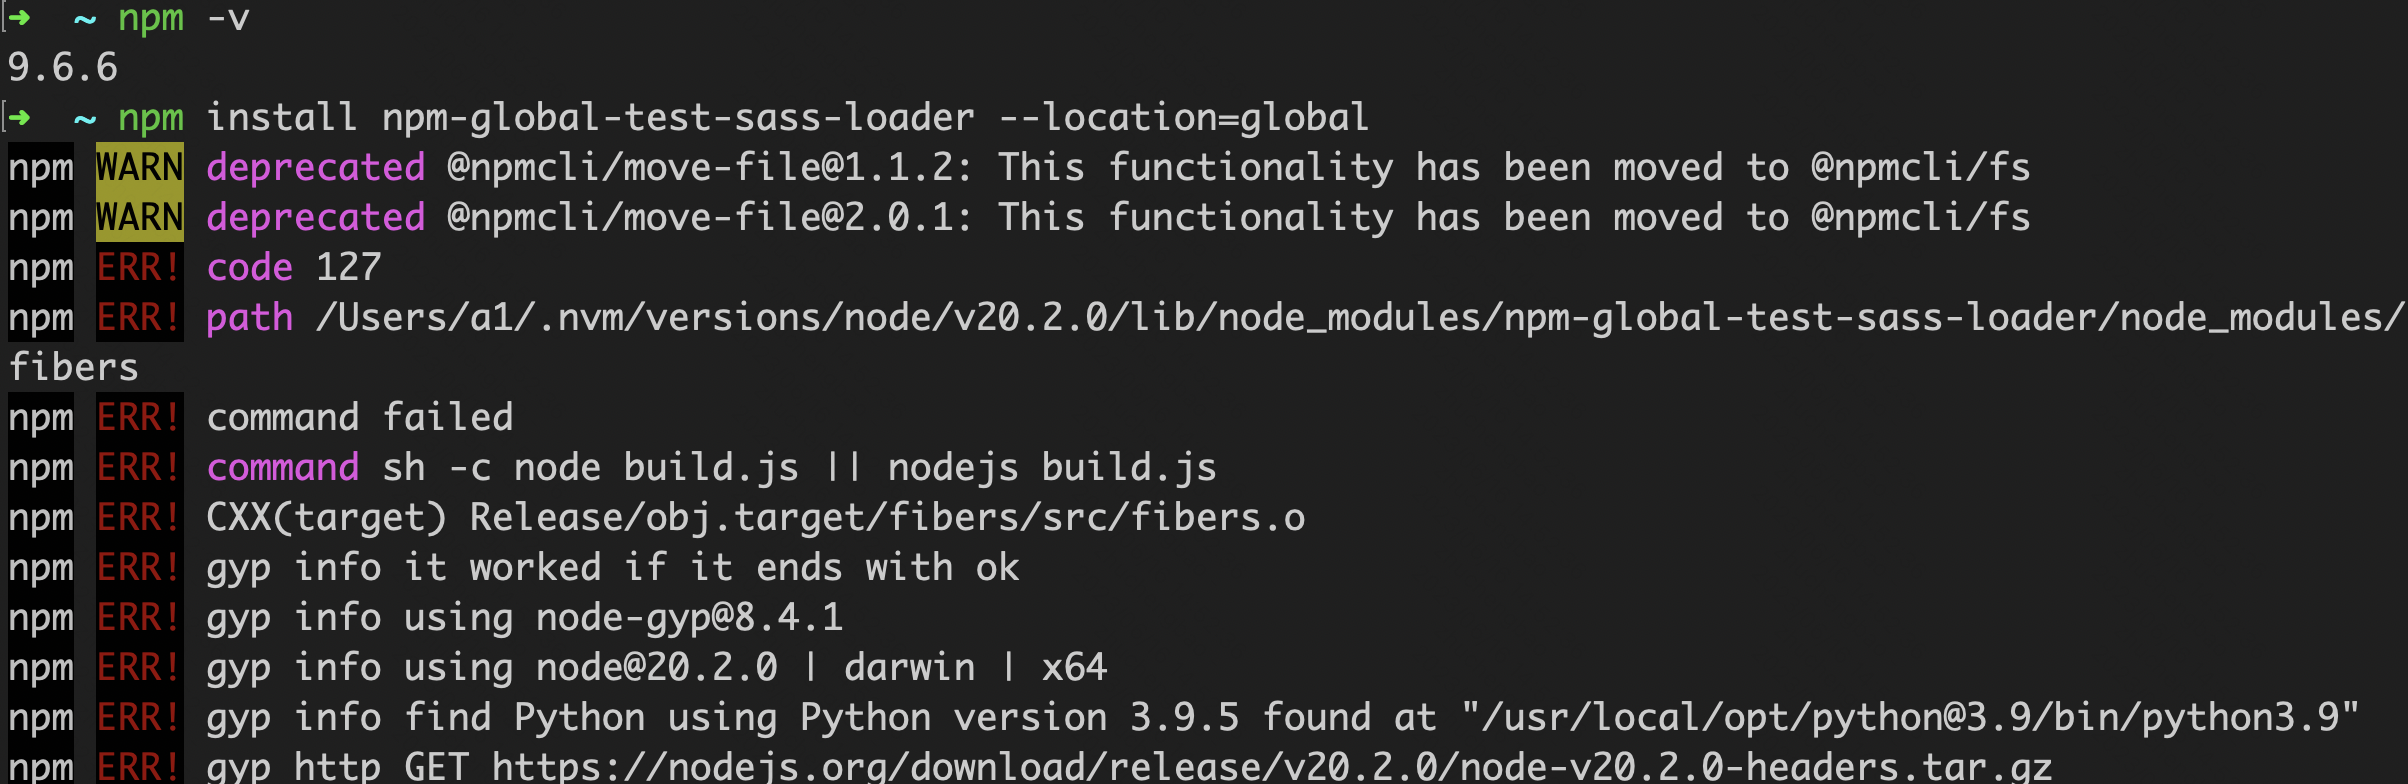 ➜  ~ npm -v
9.6.6
➜  ~ npm install npm-global-test-sass-loader --location=global
npm WARN deprecated @npmcli/move-file@1.1.2: This functionality has been moved to @npmcli/fs
npm WARN deprecated @npmcli/move-file@2.0.1: This functionality has been moved to @npmcli/fs
npm ERR! code 127
npm ERR! path /Users/a1/.nvm/versions/node/v20.2.0/lib/node_modules/npm-global-test-sass-loader/node_modules/
fibers
npm ERR! command failed
npm ERR! command sh -c node build.js || nodejs build.js
npm ERR! CXX(target) Release/obj.target/fibers/src/fibers.o
npm ERR! gyp info it worked if it ends with ok
npm ERR! gyp info using node-gyp@8.4.1
npm ERR! gyp info using node@20.2.0 | darwin | x64
npm ERR! gyp info find Python using Python version 3.9.5 found at "/usr/local/opt/python@3.9/bin/python3.9"
npm ERR! gyp http GET https://nodejs.org/download/release/v20.2.0/node-v20.2.0-headers.tar.gz